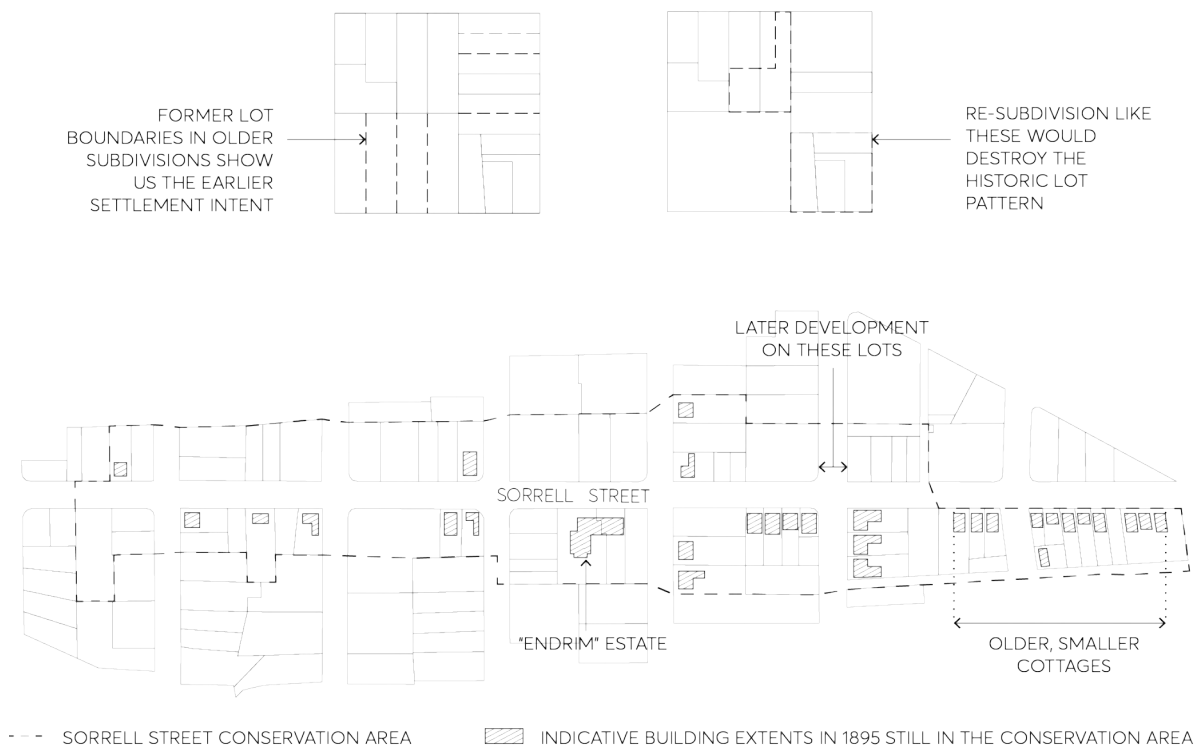 FORMER LOT
BOUNDARIES IN OLDER
SUBDIVISIONS SHOW
US THE EARLIER
SETTLEMENT INTENT
RE-SUBDIVISION LIKE
THESE WOULD
DESTROY THE
HISTORIC LOT
PATTERN
LATER DEVELOPMENT
ON THESE LOTS
SORRELL STREET
"ENDRIM" ESTATE
OLDER, SMALLER
COTTAGES
SORRELL STREET CONSERVATION AREA
INDICATIVE BUILDING EXTENTS IN 1895 STILL IN THE CONSERVATION AREA